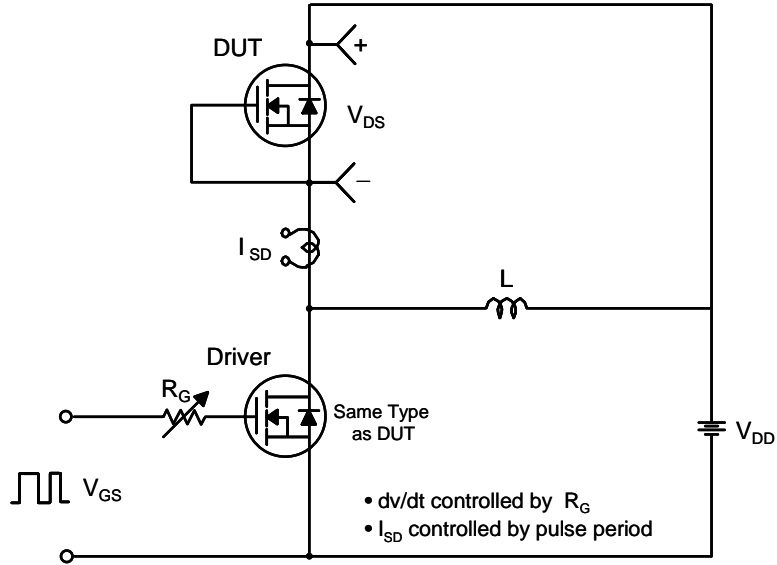 DUT
+
V_DS
−
I_SD
L
Driver
R_G
Same Type
as DUT
V_DD
V_GS
• dv/dt controlled by R_G
• I_SD controlled by pulse period